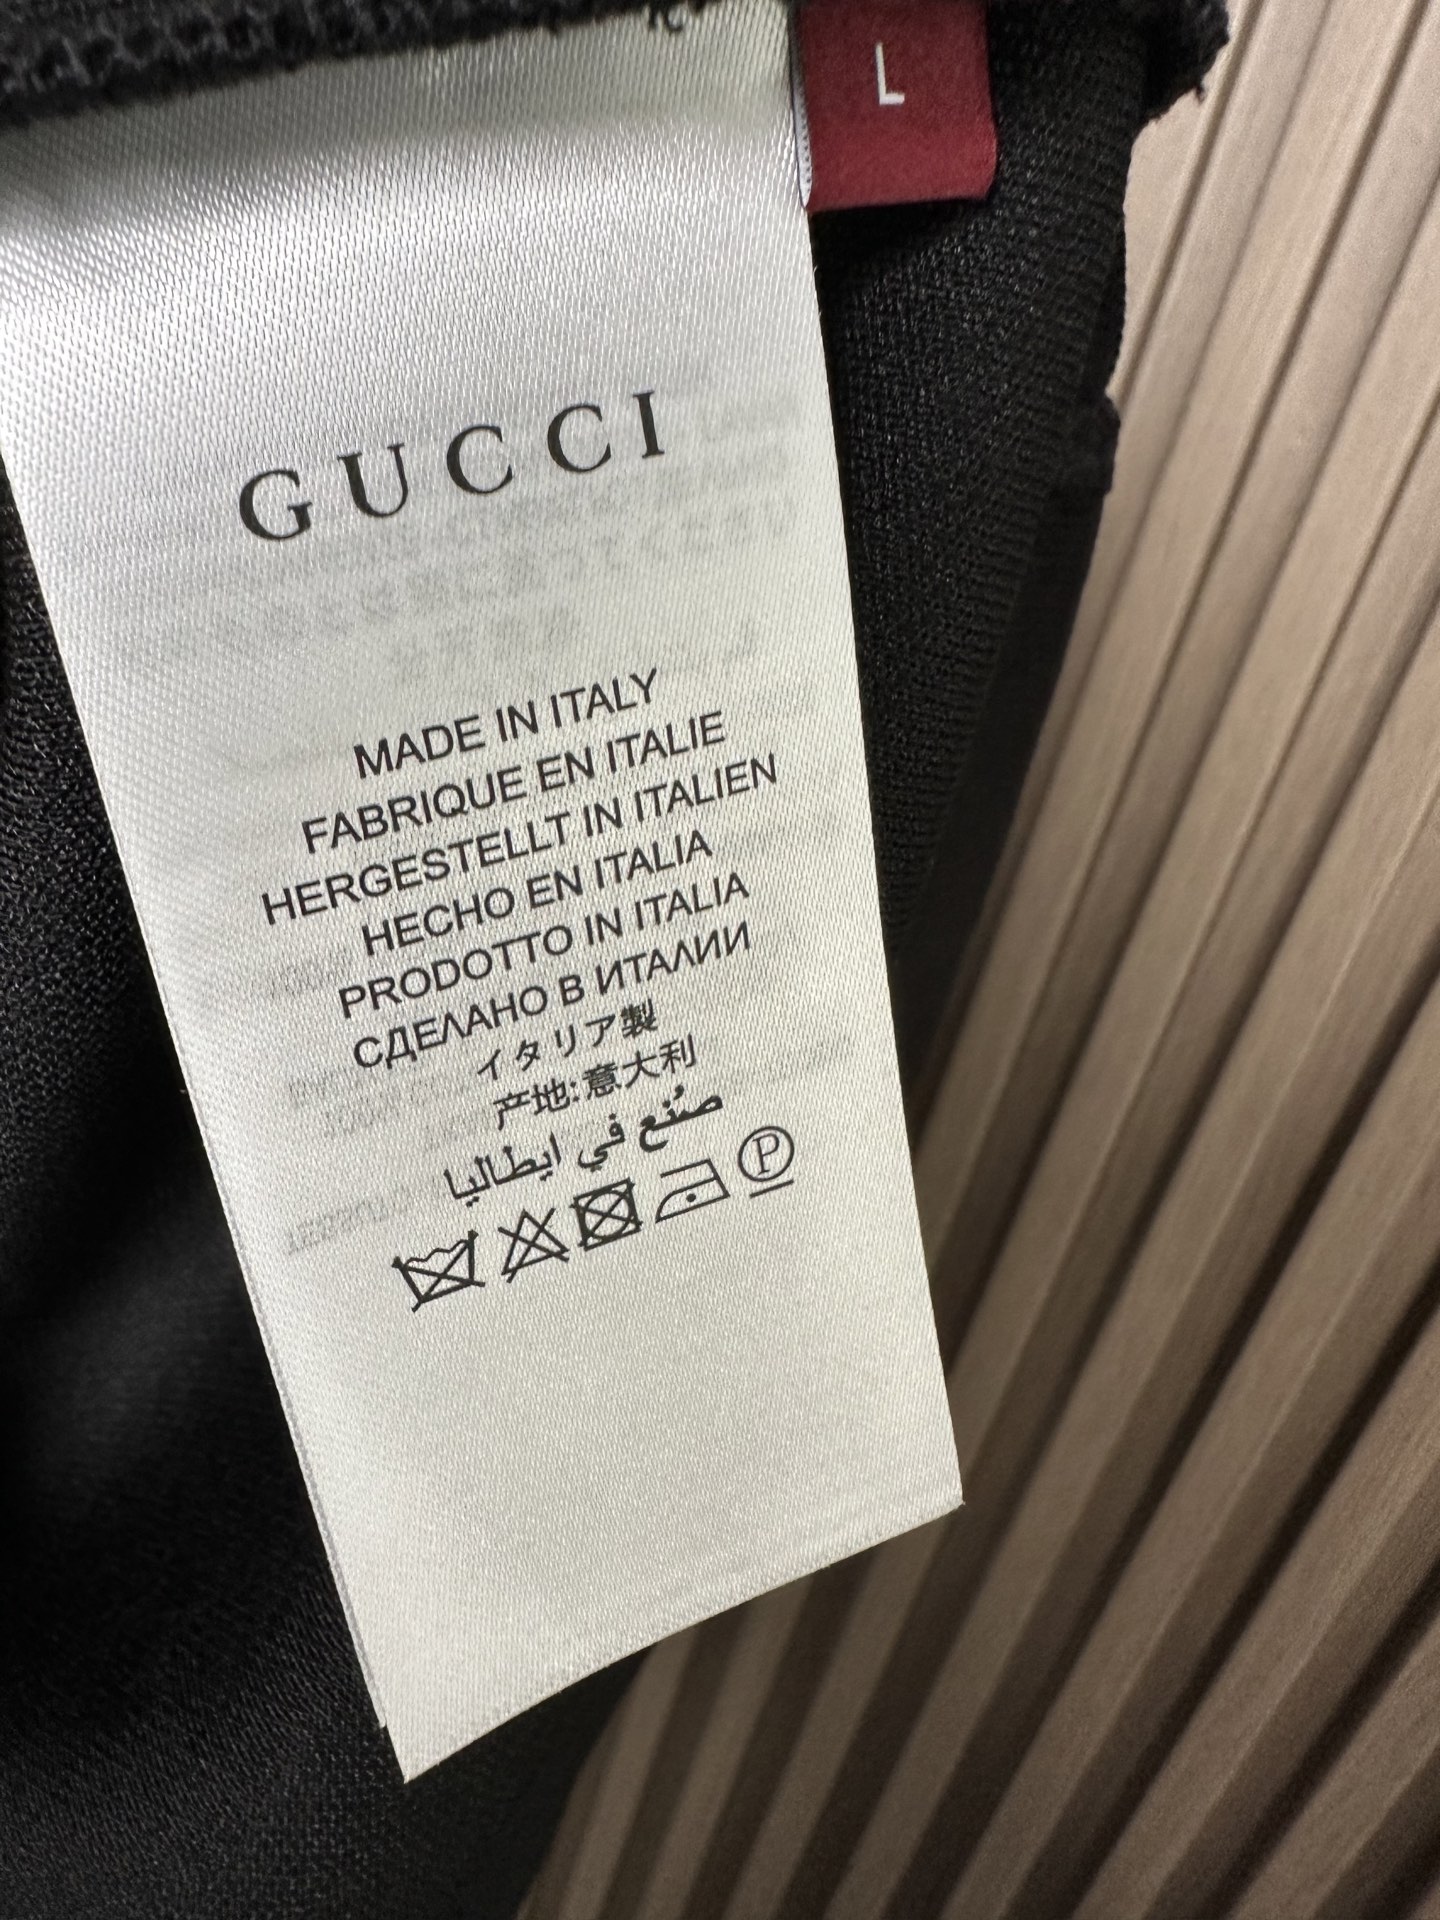 L
GUCCI
MADE IN ITALY
FABRIQUE EN ITALIE
HERGESTELLT IN ITALIEN
HECHO EN ITALIA
PRODOTTO IN ITALIA
СДЕЛАНО В ИТАЛИИ
イタリア製
产地:意大利
صُنع في ايطاليا
P